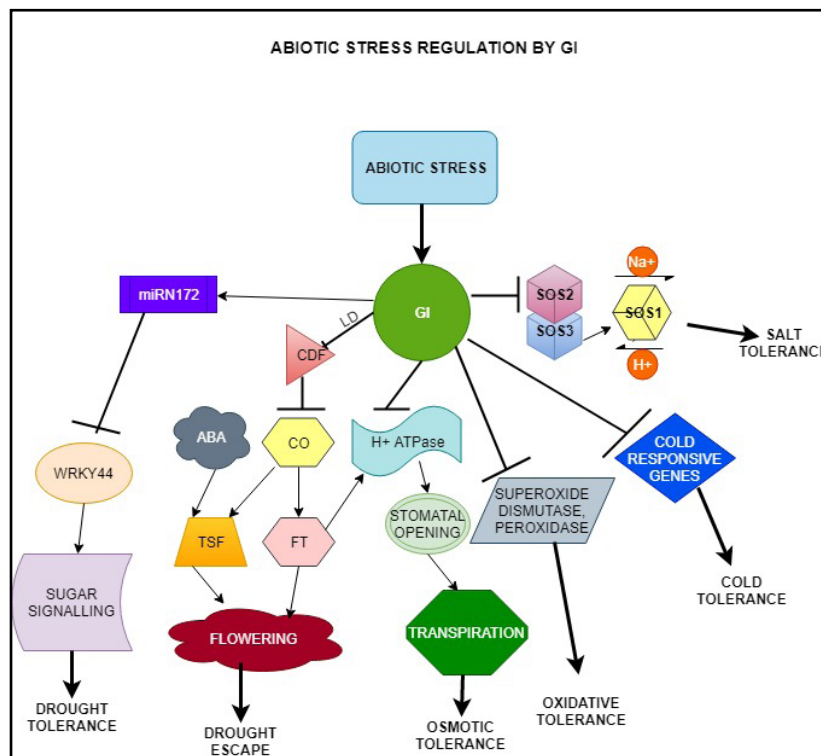 ABIOTIC STRESS REGULATION BY GI
ABIOTIC STRESS
miRN172
GI
LD
CDF
SOS2
SOS3
Na+
SOS1
H+
SALT
TOLERANCE
WRKY44
ABA
CO
H+ ATPase
COLD
RESPONSIVE
GENES
SUPEROXIDE
DISMUTASE,
PEROXIDASE
STOMATAL
OPENING
TSF
FT
SUGAR
SIGNALLING
FLOWERING
TRANSPIRATION
COLD
TOLERANCE
DROUGHT
TOLERANCE
DROUGHT
ESCAPE
OSMOTIC
TOLERANCE
OXIDATIVE
TOLERANCE